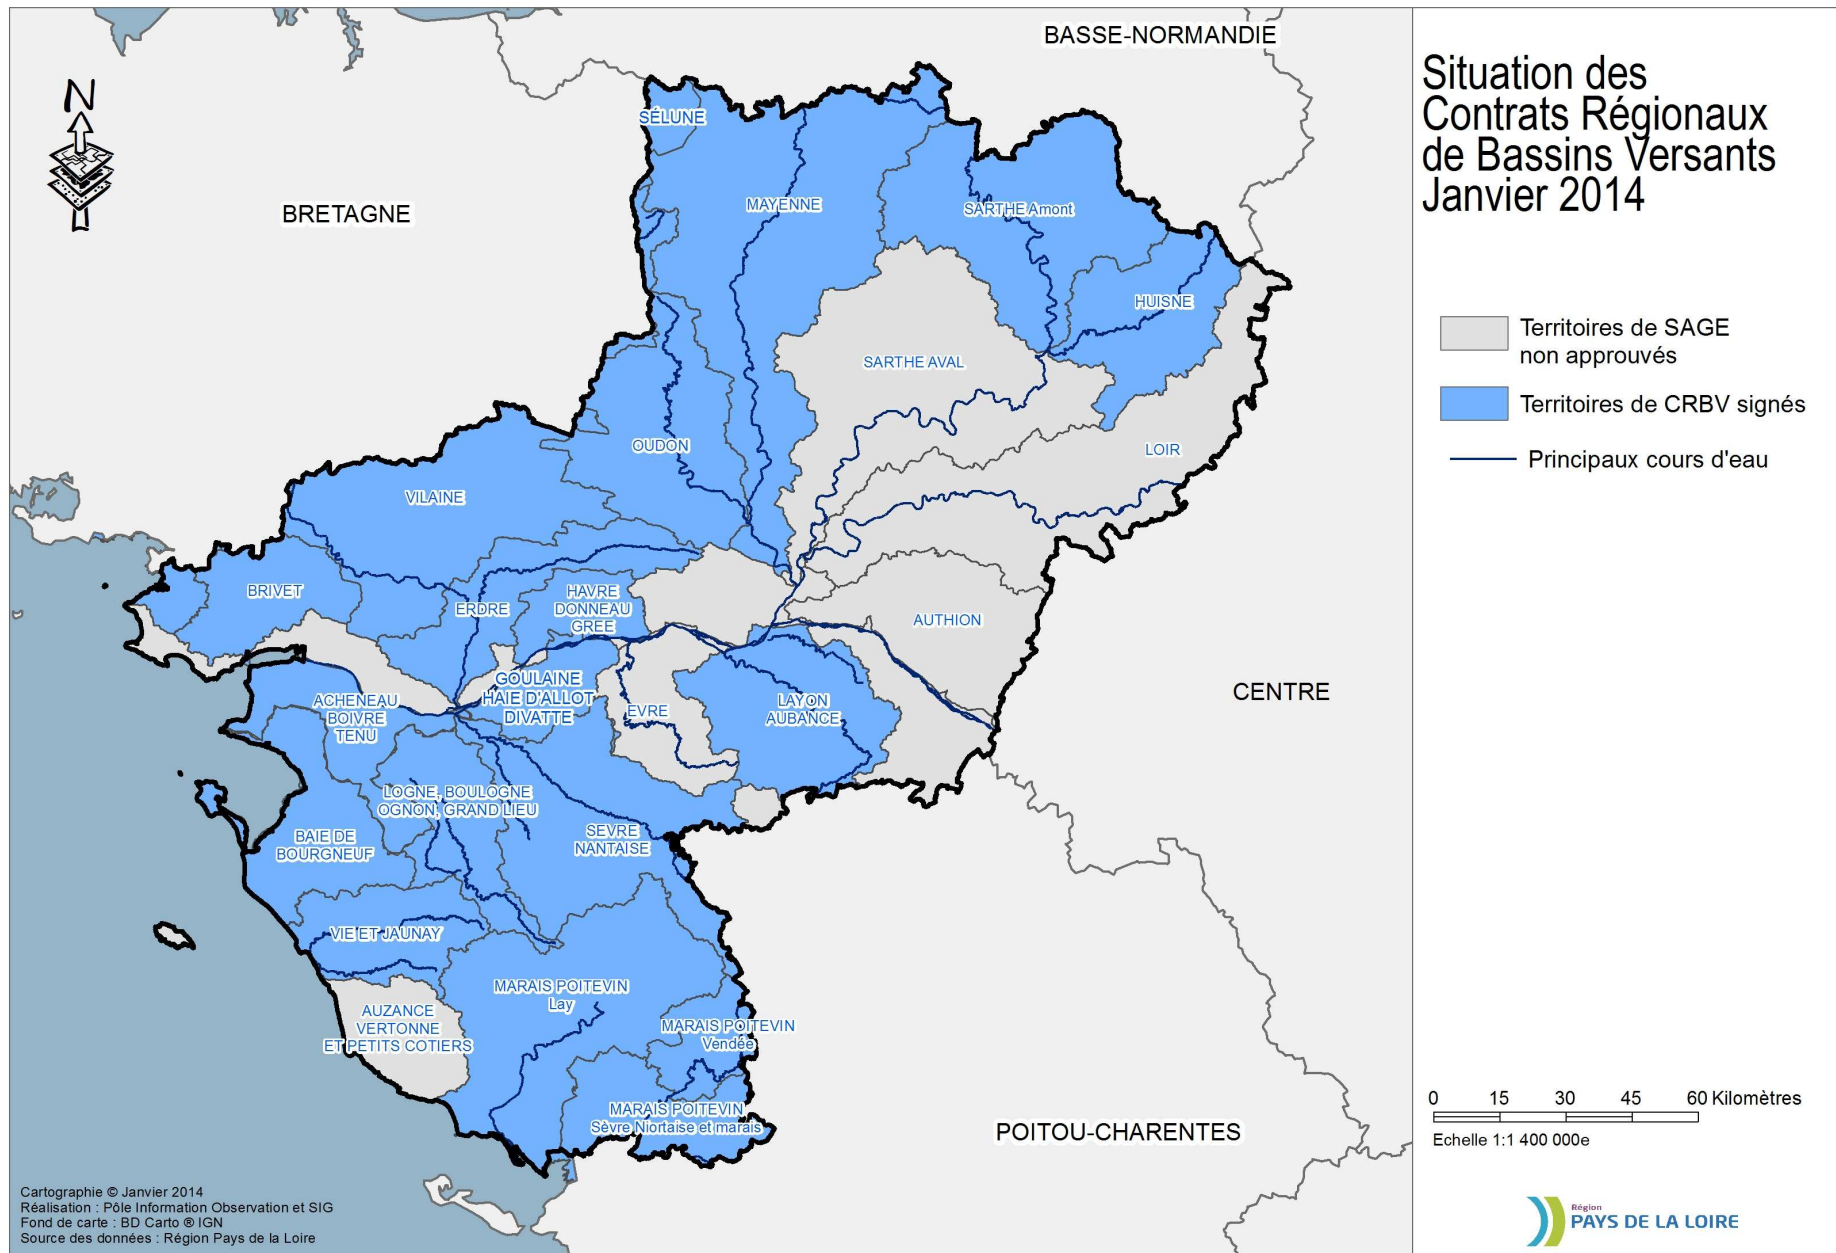 BASSE-NORMANDIE
Situation des
Contrats Régionaux
de Bassins Versants
Janvier 2014
N
BRETAGNE
SÉLUNE
MAYENNE
SARTHE Amont
HUISNE
SARTHE AVAL
OUDON
LOIR
VILAINE
BRIVET
ERDRE
HAVRE
DONNEAU
GREE
AUTHION
GOULAINE
HAIE D'ALLOT
DIVATTE
EVRE
LAYON
AUBANCE
CENTRE
ACHENEAU
BOIVRE
TENU
LOGNE, BOULOGNE
OGNON, GRAND LIEU
BAIE DE
BOURGNEUF
SEVRE
NANTAISE
VIE ET JAUNAY
MARAIS POITEVIN
Lay
AUZANCE
VERTONNE
ET PETITS COTIERS
MARAIS POITEVIN
Vendée
MARAIS POITEVIN
Sèvre Niortaise et marais
POITOU-CHARENTES
Territoires de SAGE
non approuvés
Territoires de CRBV signés
Principaux cours d'eau
0 15 30 45 60 Kilomètres
Echelle 1:1 400 000e
Cartographie © Janvier 2014
Réalisation : Pôle Information Observation et SIG
Fond de carte : BD Carto ® IGN
Source des données : Région Pays de la Loire
Région
PAYS DE LA LOIRE